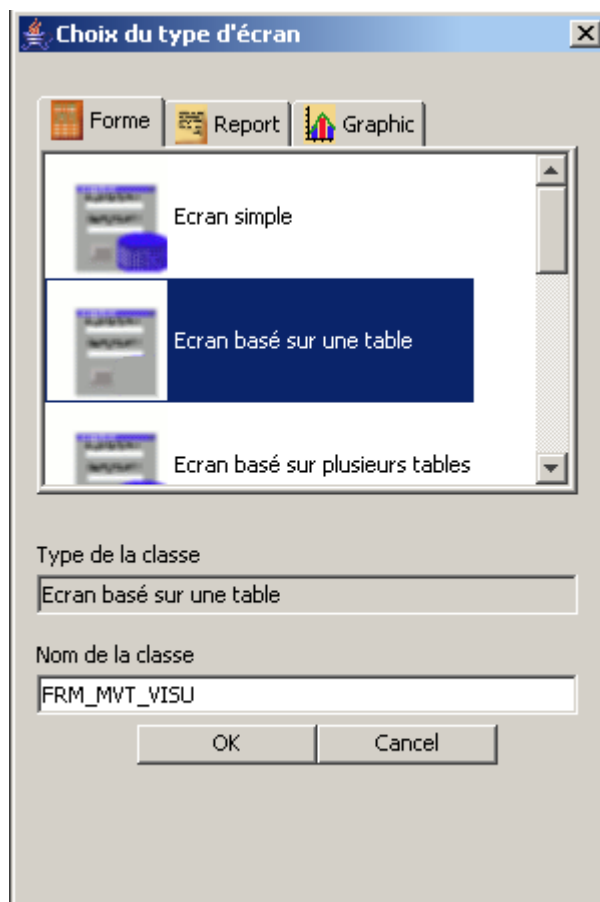 Choix du type d'écran
Forme Report Graphic
Ecran simple
Ecran basé sur une table
Ecran basé sur plusieurs tables
Type de la classe
Ecran basé sur une table
Nom de la classe
FRM_MVT_VISU
OK Cancel